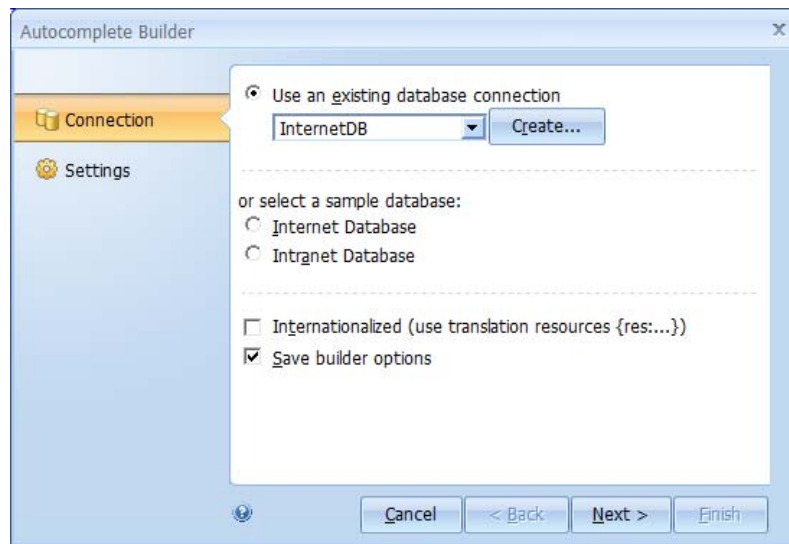 Autocomplete Builder
Connection
Settings
Use an existing database connection
InternetDB
Create...
or select a sample database:
Internet Database
Intranet Database
Internationalized (use translation resources {res:...})
Save builder options
Cancel
< Back
Next >
Finish